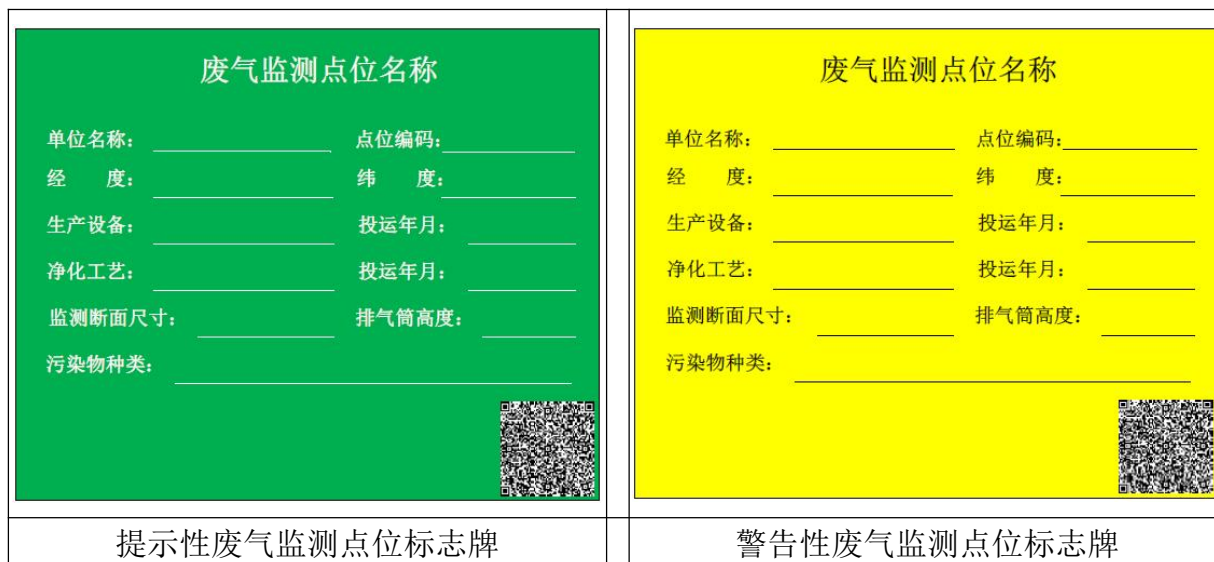 废气监测点位名称
单位名称： 点位编码：
经 度： 纬 度：
生产设备： 投运年月：
净化工艺： 投运年月：
监测断面尺寸： 排气筒高度：
污染物种类：
提示性废气监测点位标志牌
废气监测点位名称
单位名称： 点位编码：
经 度： 纬 度：
生产设备： 投运年月：
净化工艺： 投运年月：
监测断面尺寸： 排气筒高度：
污染物种类：
警告性废气监测点位标志牌